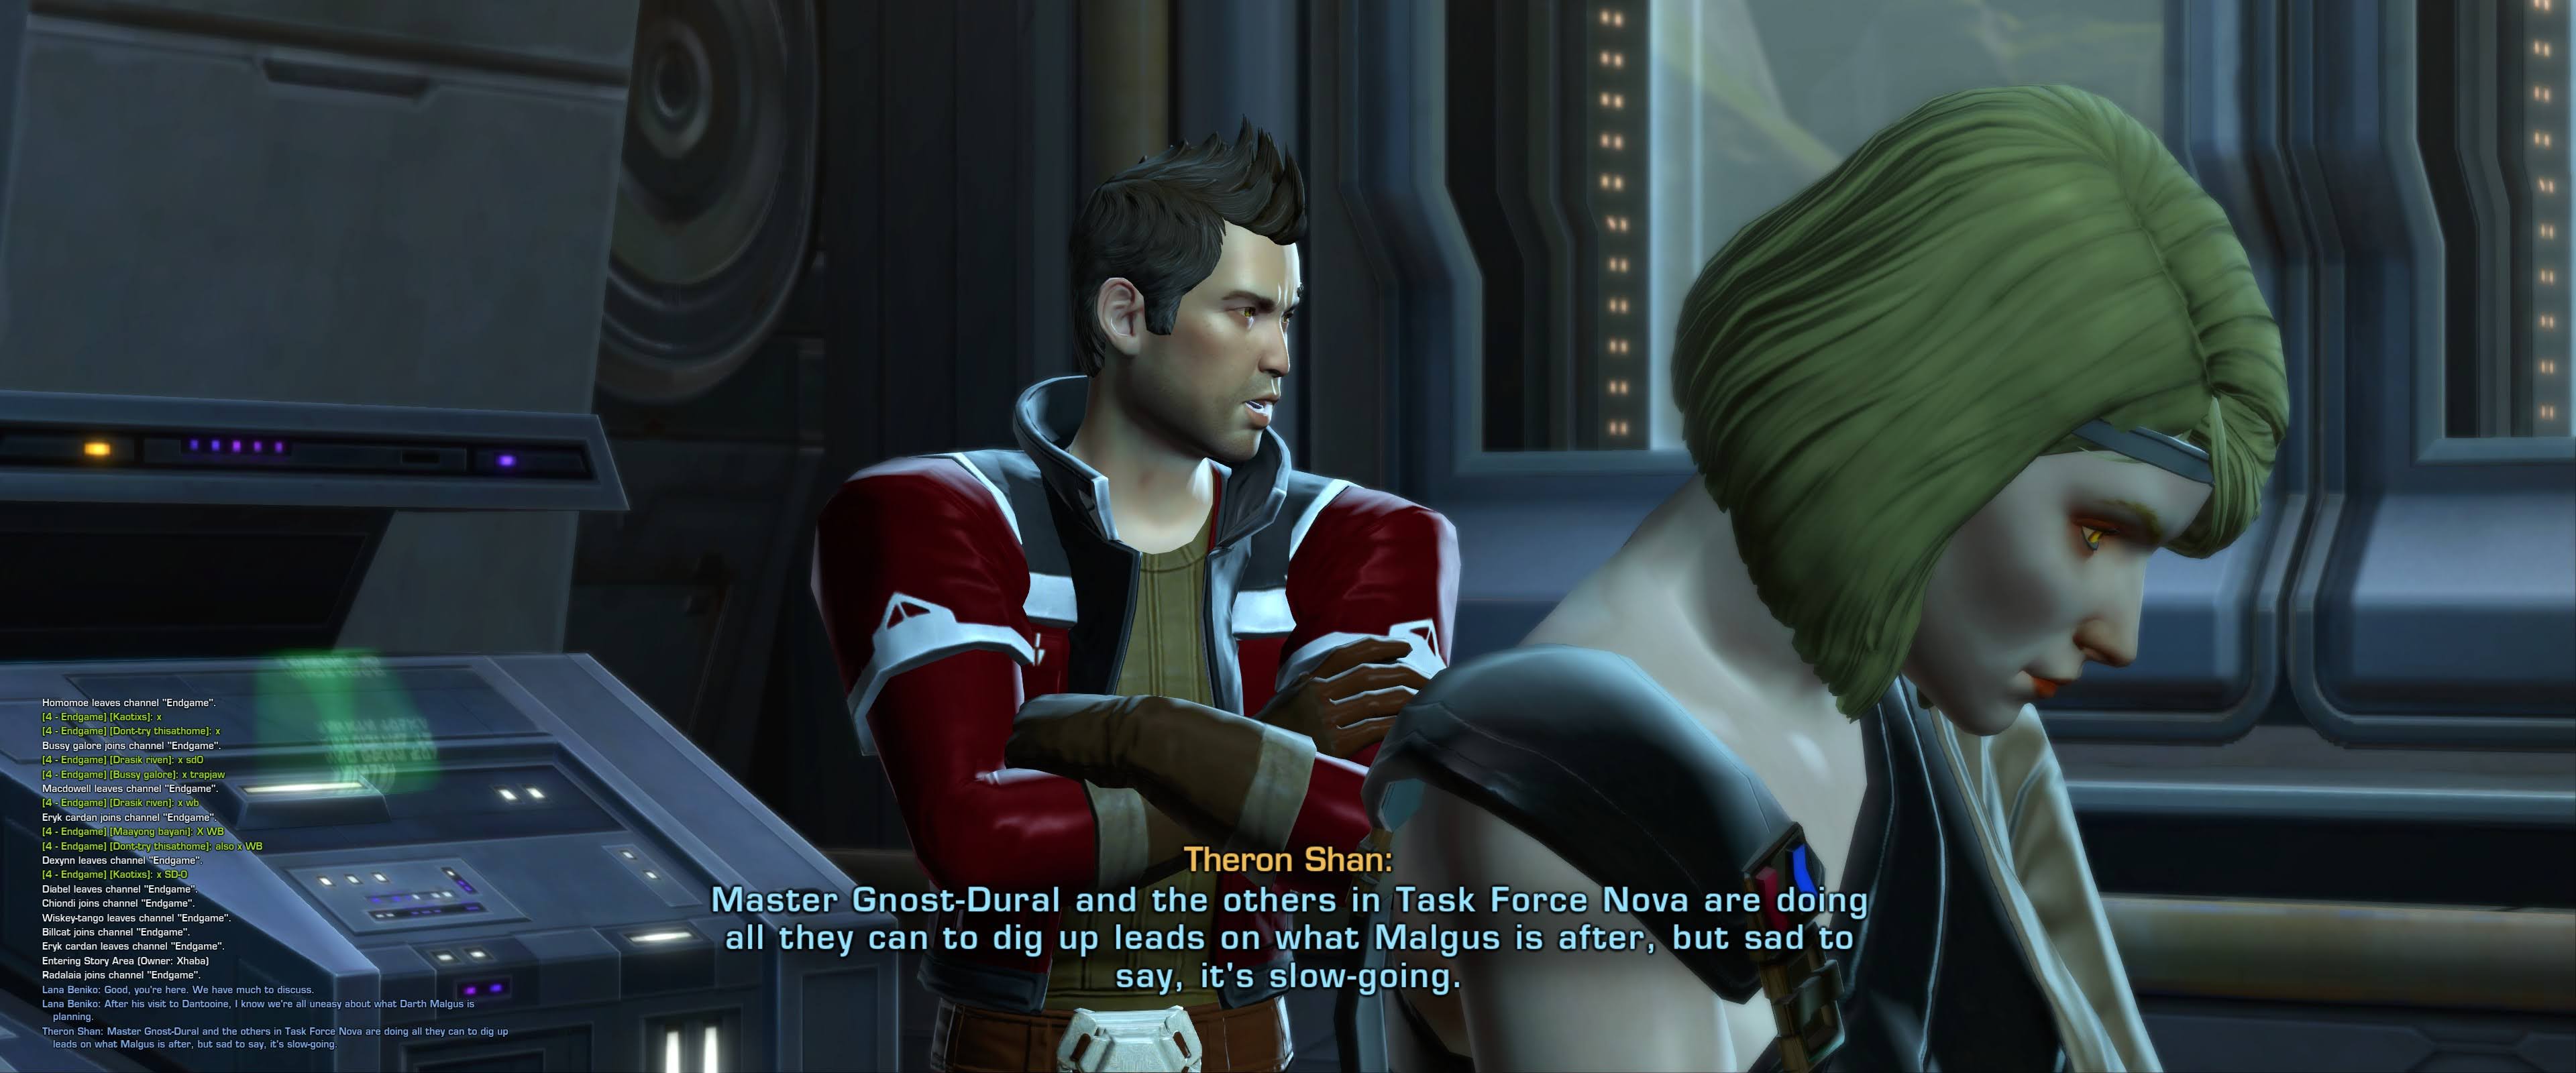 Homomoe leaves channel "Endgame".
[4 - Endgame] [Kaotixs]: x
[4 - Endgame] [Dont-try thisathome]: x
Bussy galore joins channel "Endgame".
[4 - Endgame] [Drasik riven]: x sd0
[4 - Endgame] [Bussy galore]: x trapjaw
Macdowell leaves channel "Endgame".
[4 - Endgame] [Drasik riven]: x wb
Eryk cardan joins channel "Endgame".
[4 - Endgame] [Maayong bayani]: X WB
[4 - Endgame] [Dont-try thisathome]: also x WB
Dexynn leaves channel "Endgame".
[4 - Endgame] [Kaotixs]: x SD-0
Diabel leaves channel "Endgame".
Chiondi joins channel "Endgame".
Wiskey-tango leaves channel "Endgame".
Billcat joins channel "Endgame".
Eryk cardan leaves channel "Endgame".
Entering Story Area (Owner: Xhaba)
Radalaia joins channel "Endgame".
Lana Beniko: Good, you're here. We have much to discuss.
Lana Beniko: After his visit to Dantooine, I know we're all uneasy about what Darth Malgus is
planning.
Theron Shan: Master Gnost-Dural and the others in Task Force Nova are doing all they can to dig up
leads on what Malgus is after, but sad to say, it's slow-going.
Theron Shan:
Master Gnost-Dural and the others in Task Force Nova are doing
all they can to dig up leads on what Malgus is after, but sad to
say, it's slow-going.